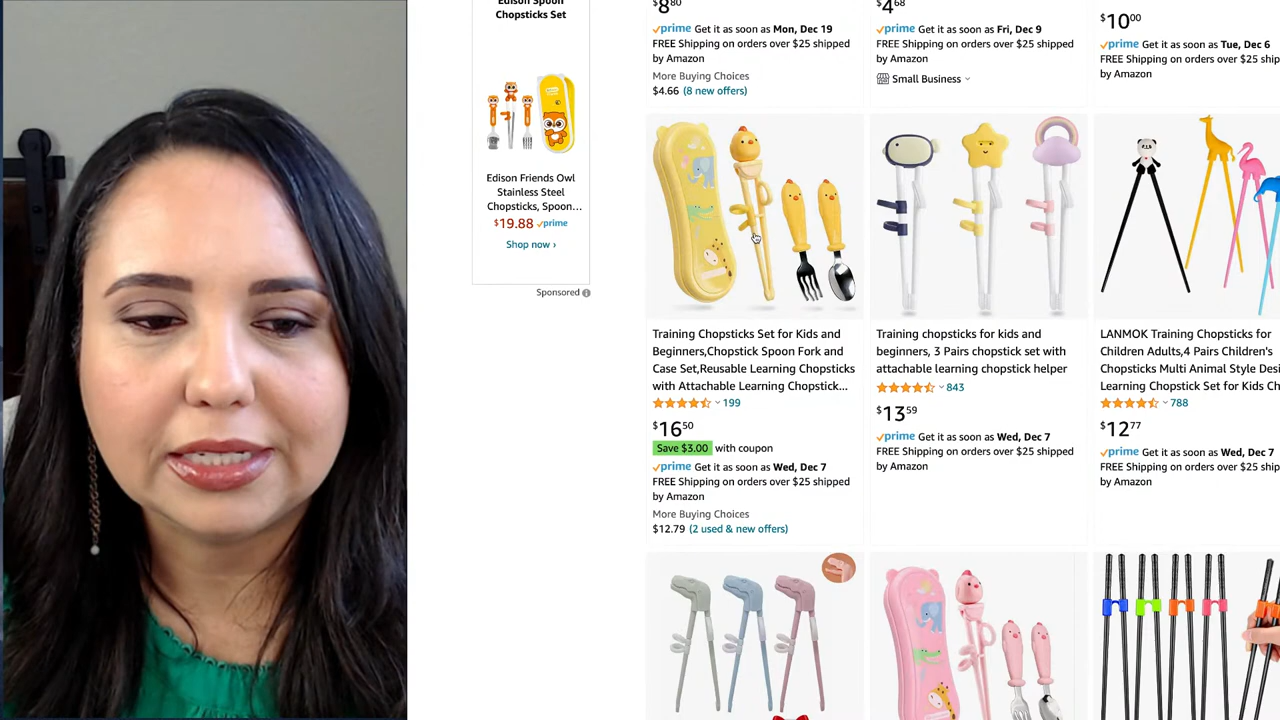 Edison Spoon
Chopsticks Set
Edison Friends Owl
Stainless Steel
Chopsticks, Spoon...
$19.88 prime
Shop now ›
Sponsored
$8 80
prime Get it as soon as Mon, Dec 19
FREE Shipping on orders over $25 shipped
by Amazon
More Buying Choices
$4.66 (8 new offers)
$4 68
prime Get it as soon as Fri, Dec 9
FREE Shipping on orders over $25 shipped
by Amazon
Small Business
$10 00
prime Get it as soon as Tue, Dec 6
FREE Shipping on orders over $25 ship
by Amazon
Training Chopsticks Set for Kids and
Beginners,Chopstick Spoon Fork and
Case Set,Reusable Learning Chopsticks
with Attachable Learning Chopstick...
199
$16 50
Save $3.00 with coupon
prime Get it as soon as Wed, Dec 7
FREE Shipping on orders over $25 shipped
by Amazon
More Buying Choices
$12.79 (2 used & new offers)
Training chopsticks for kids and
beginners, 3 Pairs chopstick set with
attachable learning chopstick helper
843
$13 59
prime Get it as soon as Wed, Dec 7
FREE Shipping on orders over $25 shipped
by Amazon
LANMOK Training Chopsticks for
Children Adults,4 Pairs Children's
Chopsticks Multi Animal Style Desi
Learning Chopstick Set for Kids Ch
788
$12 77
prime Get it as soon as Wed, Dec 7
FREE Shipping on orders over $25 ship
by Amazon